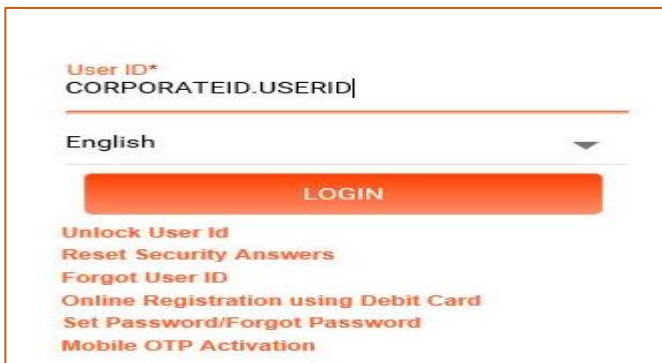 User ID*
CORPORATEID.USERID
English
LOGIN
Unlock User Id
Reset Security Answers
Forgot User ID
Online Registration using Debit Card
Set Password/Forgot Password
Mobile OTP Activation